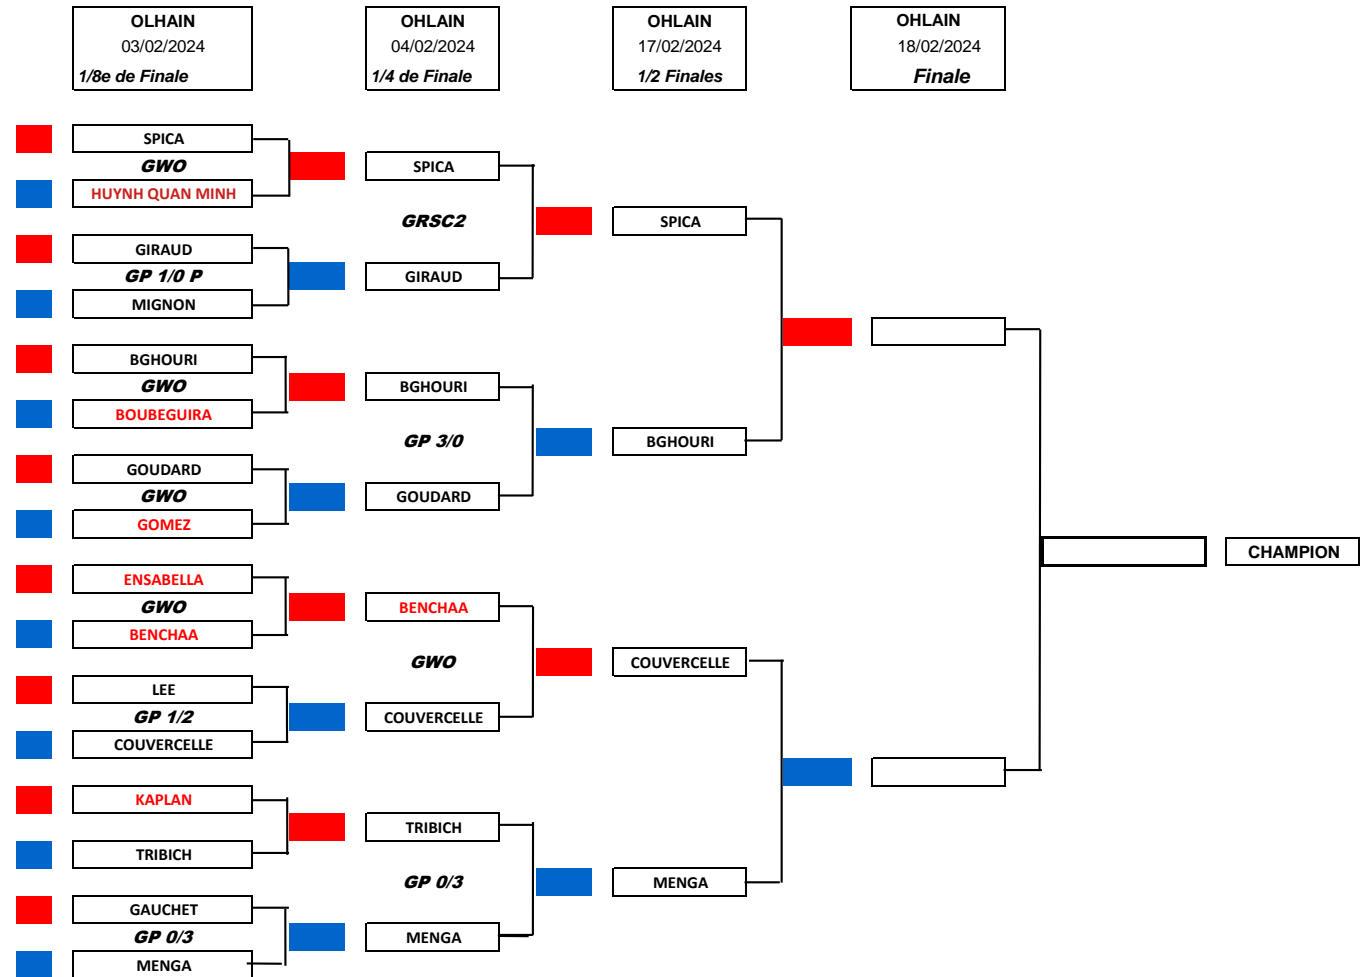 OLHAIN
03/02/2024
1/8e de Finale
OHLAIN
04/02/2024
1/4 de Finale
OHLAIN
17/02/2024
1/2 Finales
OHLAIN
18/02/2024
Finale
SPICA
GWO
HUYNH QUAN MINH
GIRAUD
GP 1/0 P
MIGNON
BGHOURI
GWO
BOUBEGUIRA
GOUDARD
GWO
GOMEZ
ENSABELLA
GWO
BENCHAA
LEE
GP 1/2
COUVERCELLE
KAPLAN
TRIBICH
GAUCHET
GP 0/3
MENGA
SPICA
GRSC2
GIRAUD
BGHOURI
GP 3/0
GOUDARD
BENCHAA
GWO
COUVERCELLE
TRIBICH
GP 0/3
MENGA
SPICA
BGHOURI
COUVERCELLE
MENGA
CHAMPION